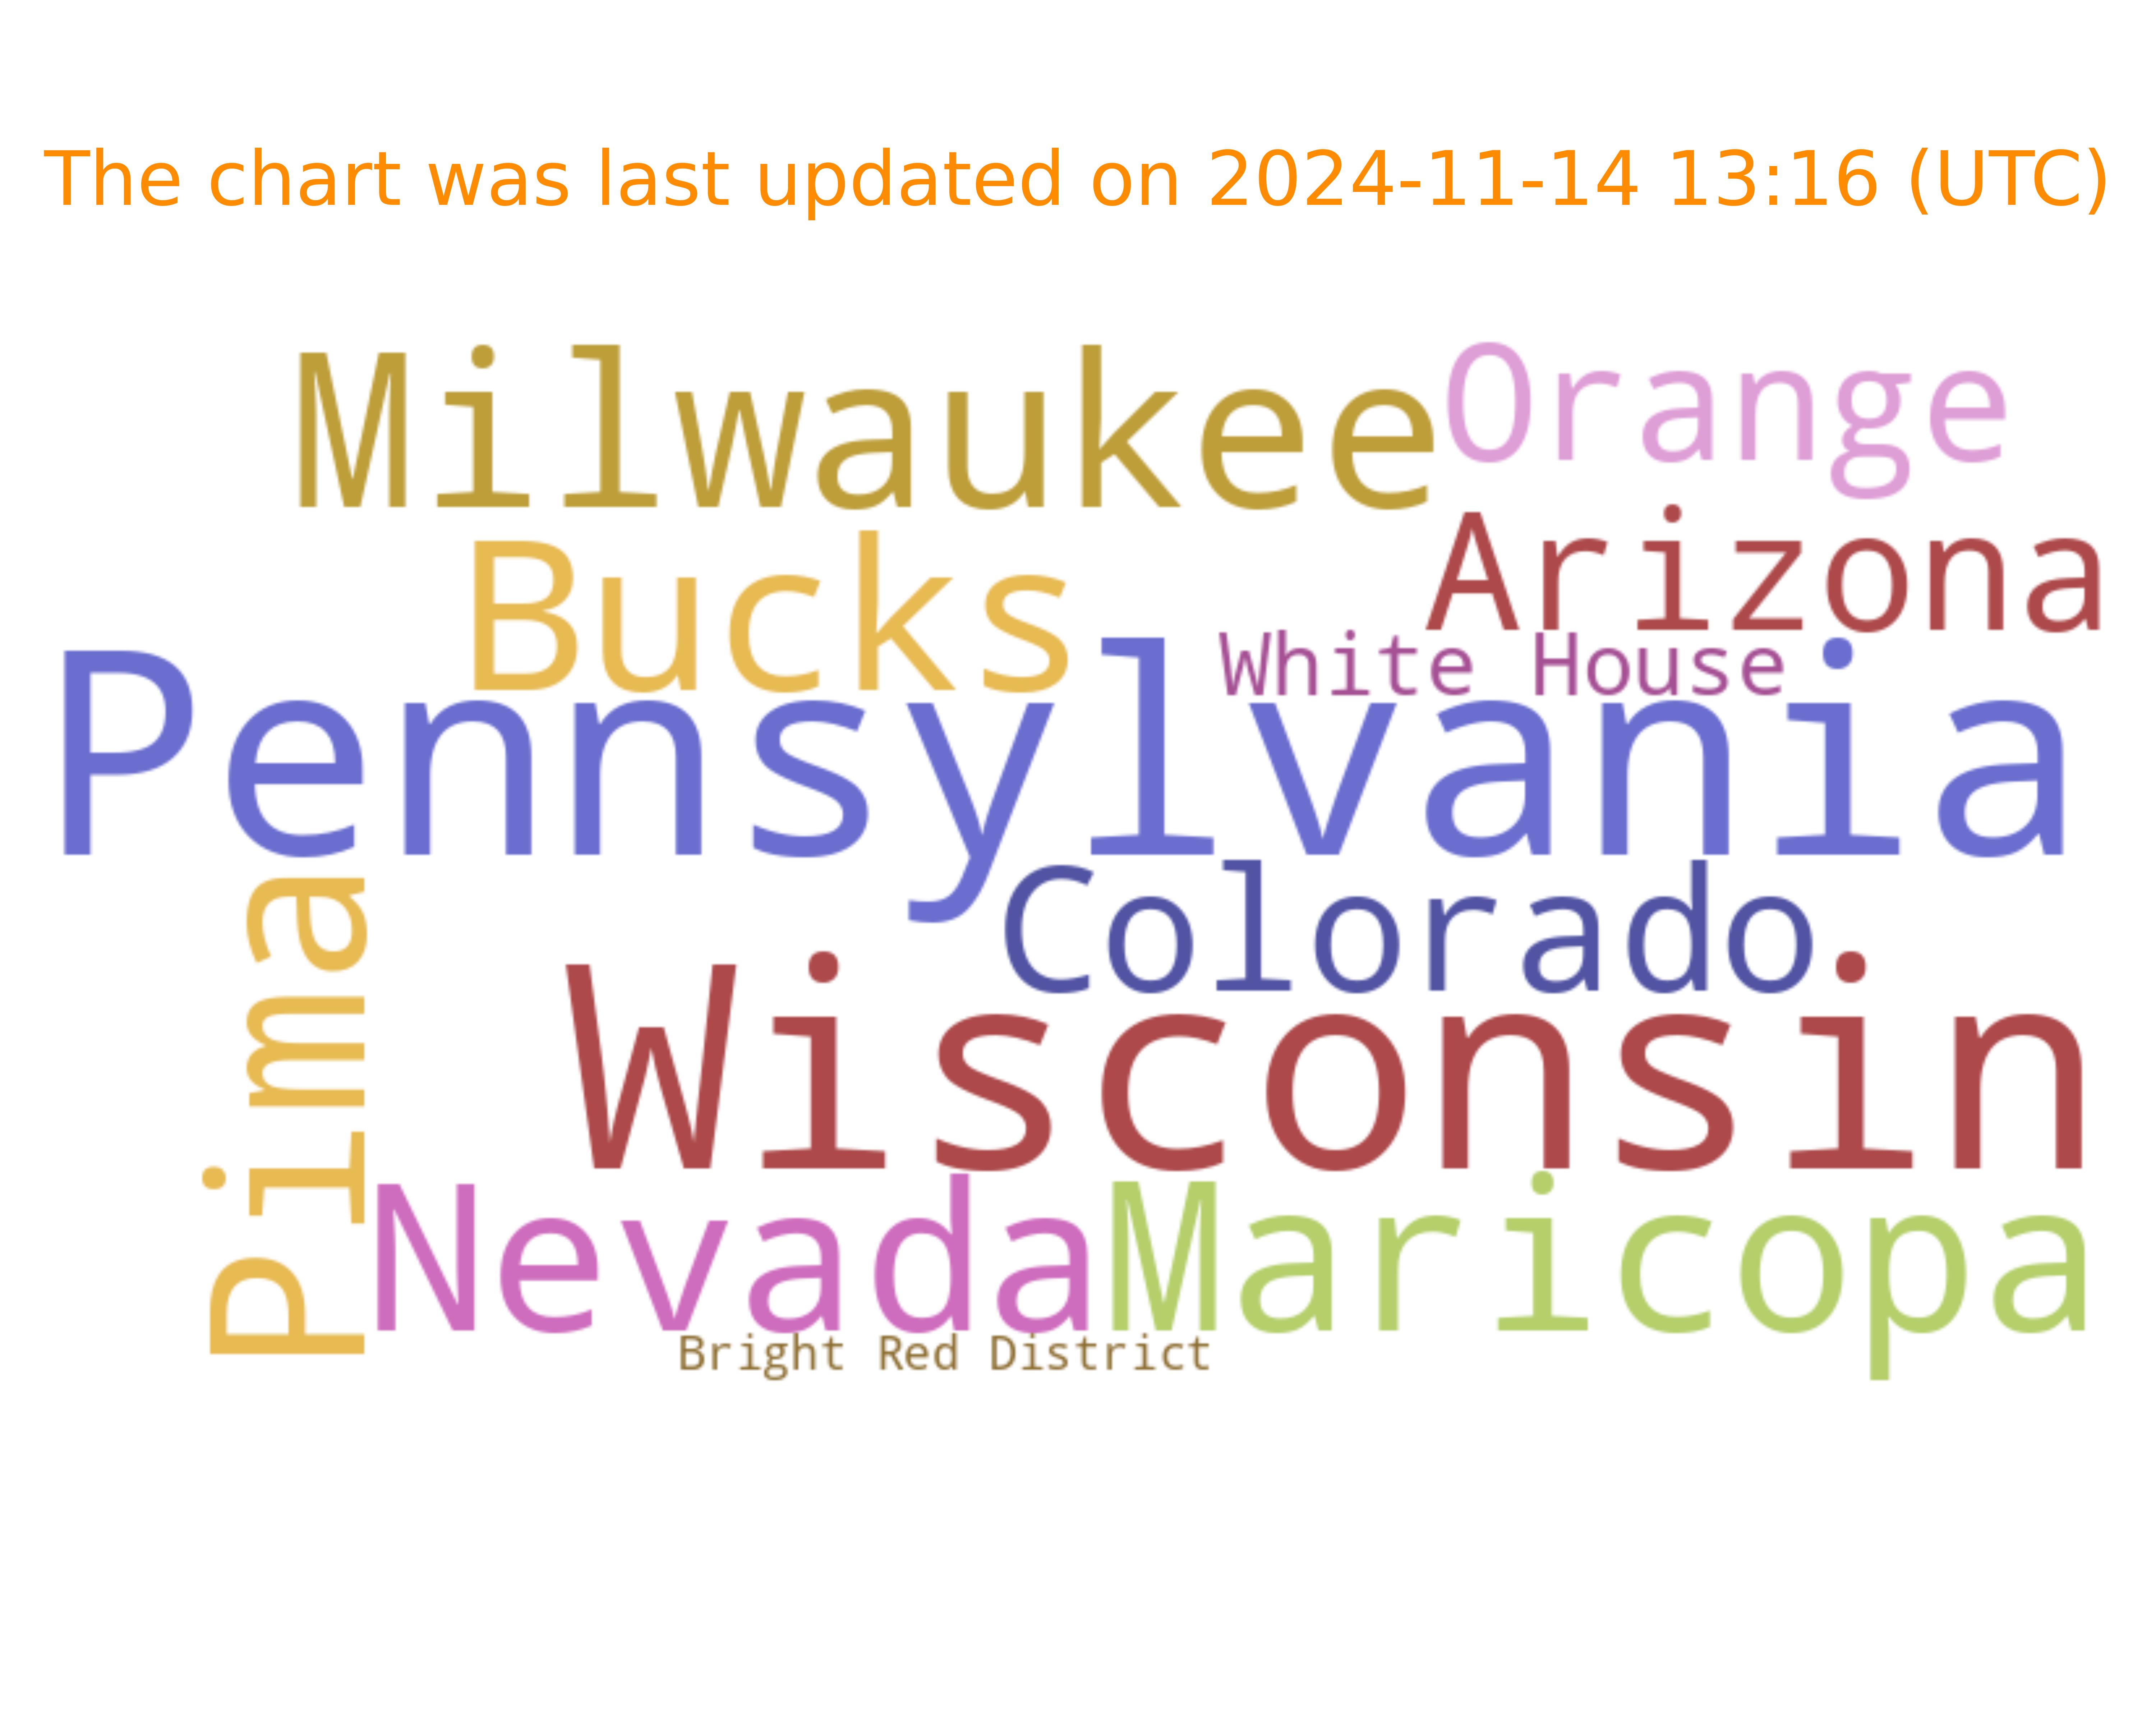 The chart was last updated on 2024-11-14 13:16 (UTC)
Milwaukee
Orange
Arizona
Bucks
White House
Pennsylvania
Colorado
Pima
Wisconsin
Nevada
Maricopa
Bright Red District